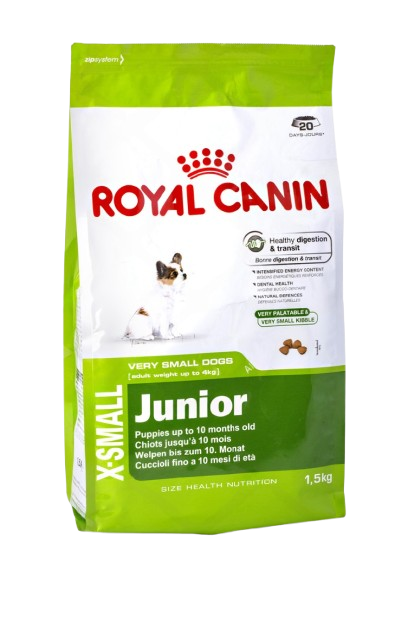 zipsystem
20
DAYS JOURS*
ROYAL CANIN
Healthy digestion
& transit
Bonne digestion & transit
INTENSIFIED ENERGY CONTENT
DENTAL HEALTH
NATURAL DEFENCES
DÉFENSES NATURELLES
VERY PALATABLE &
VERY SMALL KIBBLE
VERY SMALL DOGS
[adult weight up to 4kg]
X-SMALL
Junior
Puppies up to 10 months old
Chiots jusqu'à 10 mois
Welpen bis zum 10. Monat
Cuccioli fino a 10 mesi di età
SIZE HEALTH NUTRITION
1,5kg